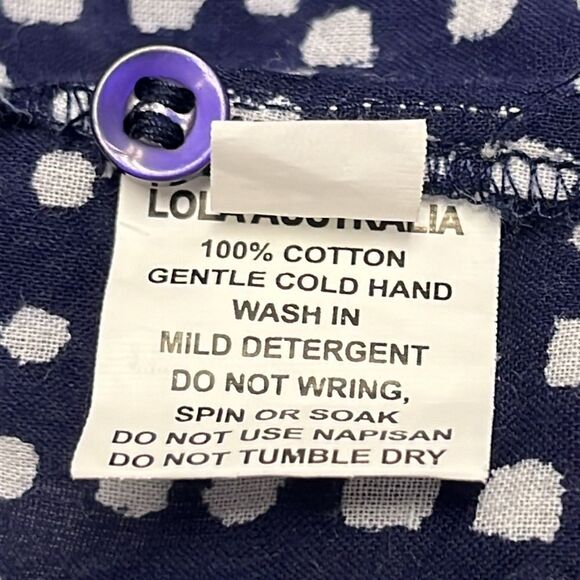 LOLA AUSTRALIA
100% COTTON
GENTLE COLD HAND
WASH IN
MILD DETERGENT
DO NOT WRING,
SPIN OR SOAK
DO NOT USE NAPISAN
DO NOT TUMBLE DRY